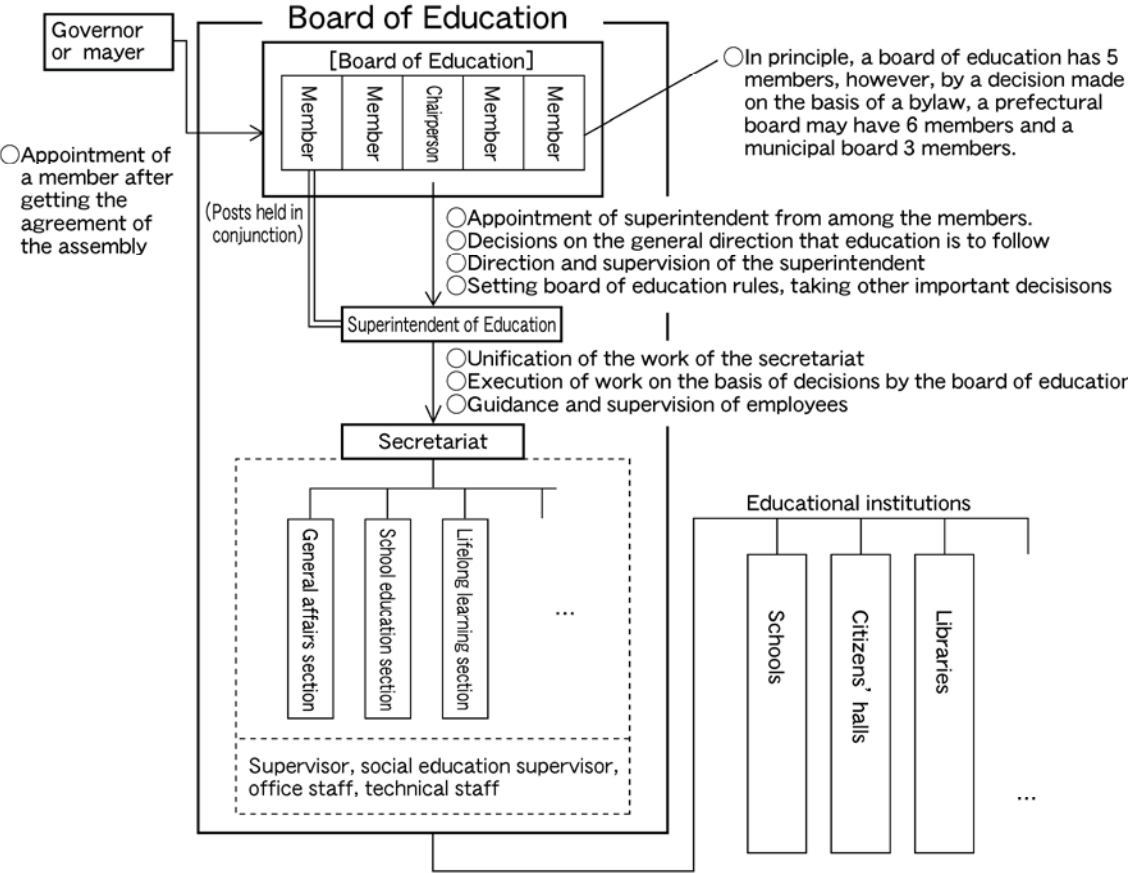 Board of Education
Governor
or mayer
[Board of Education]
Member
Member
Chairperson
Member
Member
○In principle, a board of education has 5
members, however, by a decision made
on the basis of a bylaw, a prefectural
board may have 6 members and a
municipal board 3 members.
○Appointment of
a member after
getting the
agreement of
the assembly
(Posts held in
conjunction)
○Appointment of superintendent from among the members.
○Decisions on the general direction that education is to follow
○Direction and supervision of the superintendent
○Setting board of education rules, taking other important decisisons
Superintendent of Education
○Unification of the work of the secretariat
○Execution of work on the basis of decisions by the board of education
○Guidance and supervision of employees
Secretariat
General affairs section
School education section
Lifelong learning section
...
Supervisor, social education supervisor,
office staff, technical staff
Educational institutions
Schools
Citizens' halls
Libraries
...